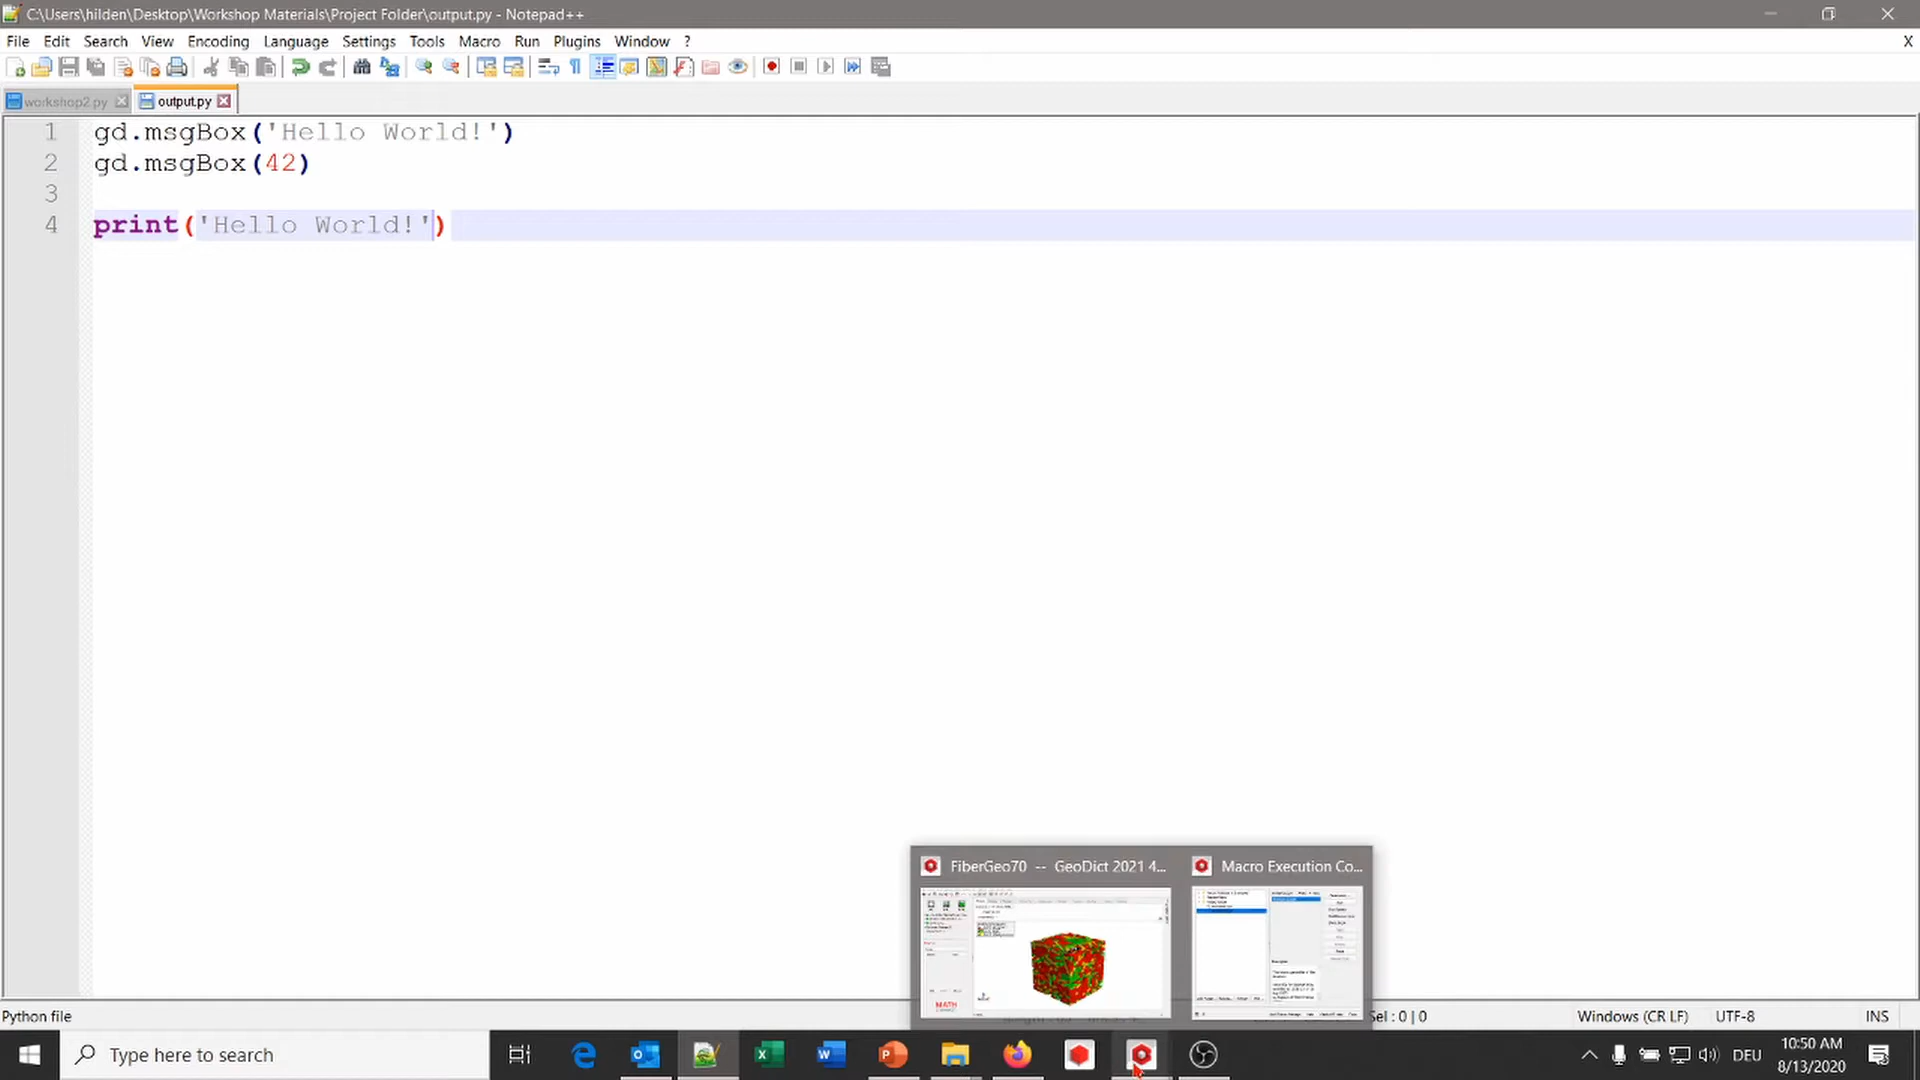 C:\Users\hilden\Desktop\Workshop Materials\Project Folder\output.py - Notepad++
File Edit Search View Encoding Language Settings Tools Macro Run Plugins Window ?
X
workshop2.py output.py
1 gd.msgBox('Hello World!')
2 gd.msgBox(42)
3
4 print('Hello World!')
FiberGeo70 -- GeoDict 2021 4... Macro Execution Co...
Python file Sel : 0 | 0 Windows (CR LF) UTF-8 INS
Type here to search
DEU
10:50 AM
8/13/2020